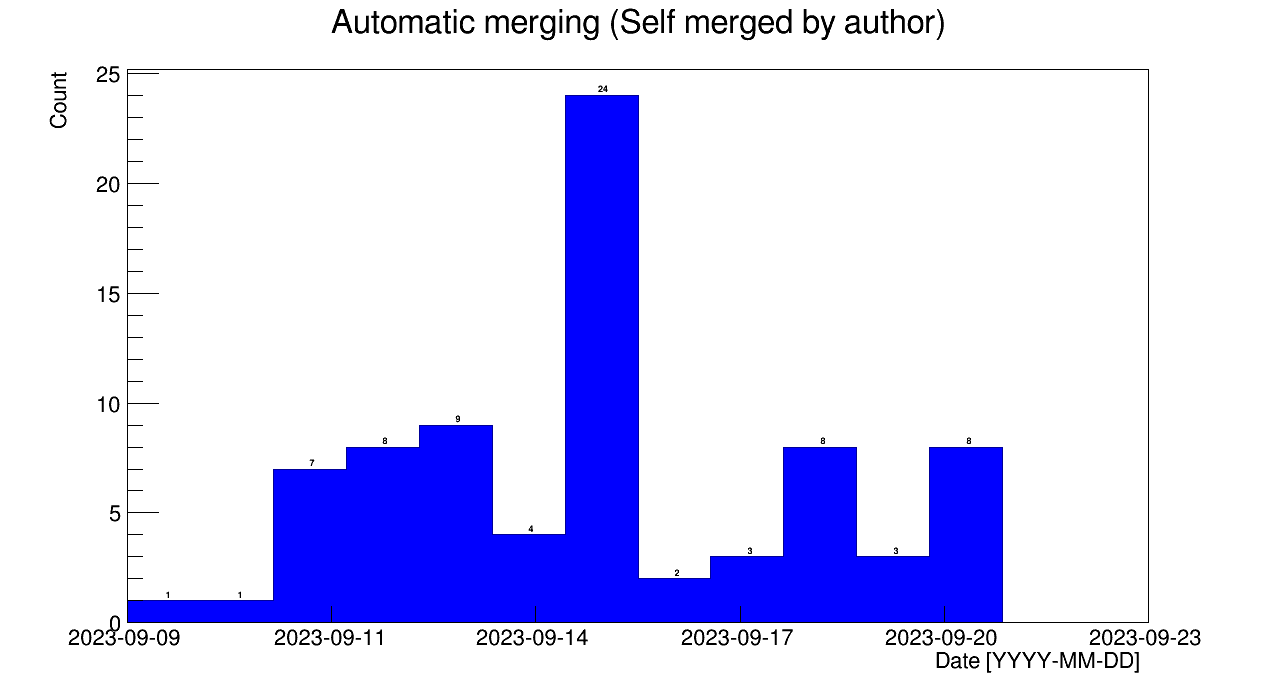 Automatic merging (Self merged by author)
Count
25
20
15
10
5
0
1 1 7 8 9 4 24 2 3 8 3 8
2023-09-09 2023-09-11 2023-09-14 2023-09-17 2023-09-20 2023-09-23
Date [YYYY-MM-DD]